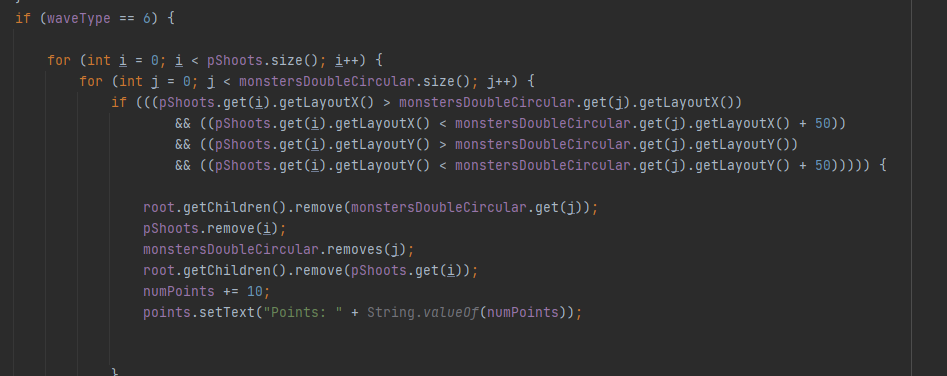 if (waveType == 6) {
for (int i = 0; i < pShoots.size(); i++) {
for (int j = 0; j < monstersDoubleCircular.size(); j++) {
if (((pShoots.get(i).getLayoutX() > monstersDoubleCircular.get(j).getLayoutX())
&& ((pShoots.get(i).getLayoutX() < monstersDoubleCircular.get(j).getLayoutX() + 50))
&& ((pShoots.get(i).getLayoutY() > monstersDoubleCircular.get(j).getLayoutY())
&& ((pShoots.get(i).getLayoutY() < monstersDoubleCircular.get(j).getLayoutY() + 50))))) {
root.getChildren().remove(monstersDoubleCircular.get(j));
pShoots.remove(i);
monstersDoubleCircular.removes(j);
root.getChildren().remove(pShoots.get(i));
numPoints += 10;
points.setText("Points: " + String.valueOf(numPoints));
}